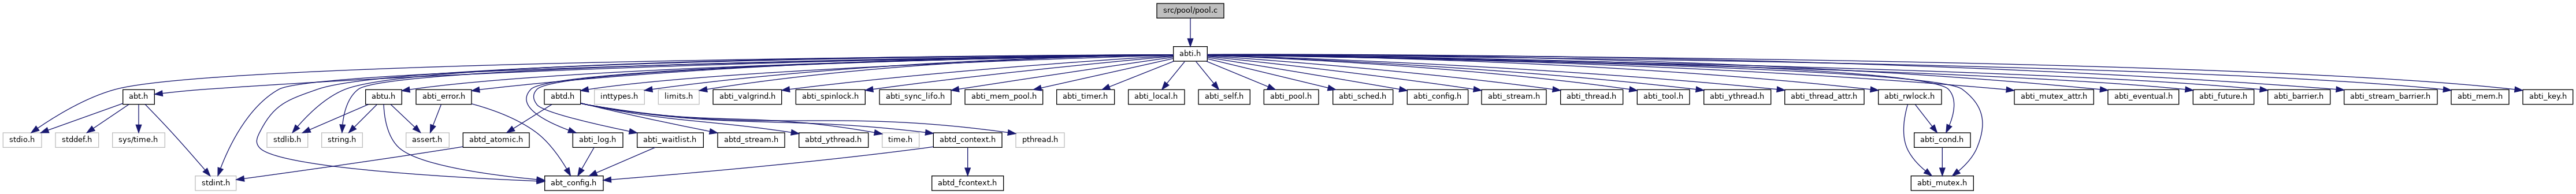 src/pool/pool.c
abti.h
abt.h
abtu.h
abti_error.h
abtd.h
inttypes.h
limits.h
abti_valgrind.h
abti_spinlock.h
abti_sync_lifo.h
abti_mem_pool.h
abti_timer.h
abti_local.h
abti_self.h
abti_pool.h
abti_sched.h
abti_config.h
abti_stream.h
abti_thread.h
abti_tool.h
abti_ythread.h
abti_thread_attr.h
abti_rwlock.h
abti_mutex_attr.h
abti_eventual.h
abti_future.h
abti_barrier.h
abti_stream_barrier.h
abti_mem.h
abti_key.h
stdio.h
stddef.h
sys/time.h
stdlib.h
string.h
assert.h
abtd_atomic.h
abti_log.h
abti_waitlist.h
abtd_stream.h
abtd_ythread.h
time.h
abtd_context.h
pthread.h
abti_cond.h
stdint.h
abt_config.h
abtd_fcontext.h
abti_mutex.h